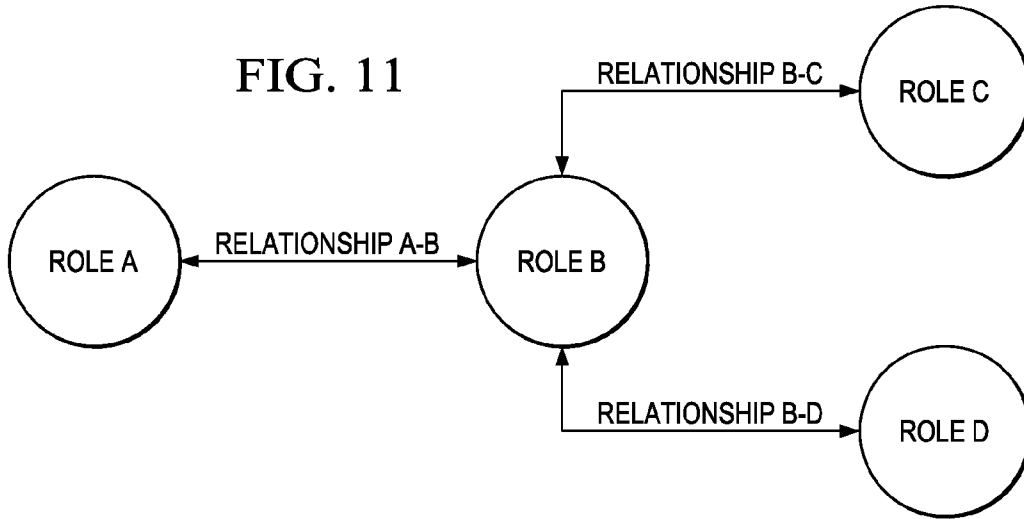 FIG. 11
RELATIONSHIP B-C
ROLE C
ROLE A
RELATIONSHIP A-B
ROLE B
RELATIONSHIP B-D
ROLE D